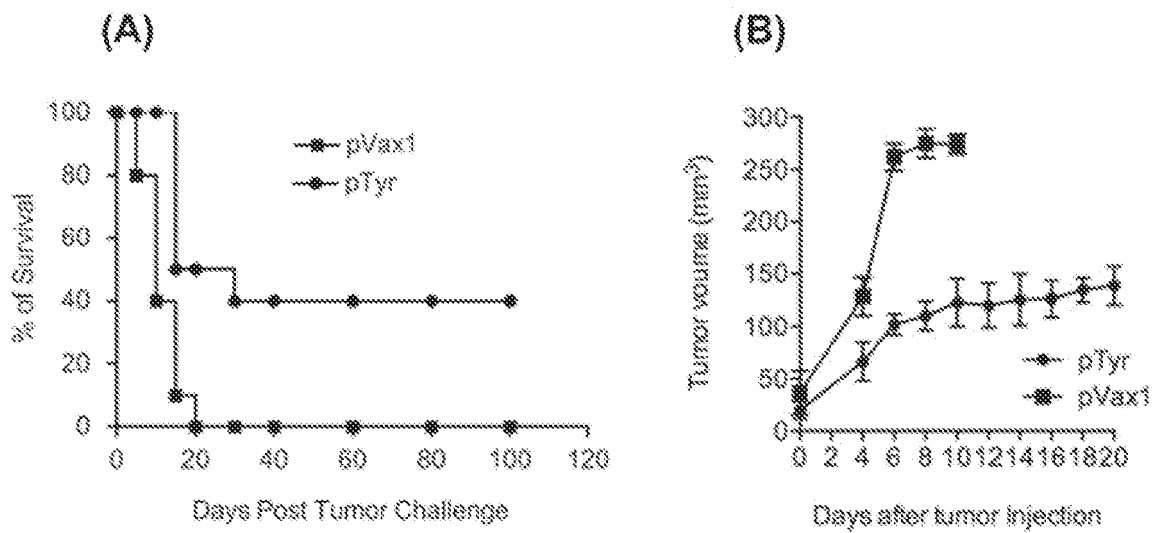 (A)
100
80
60
40
20
0
% of Survival
pVax1
pTyr
0 20 40 60 80 100 120
Days Post Tumor Challenge
(B)
300
250
200
150
100
50
0
Tumor volume (mm³)
pTyr
pVax1
0 2 4 6 8 10 12 14 16 18 20
Days after tumor Injection